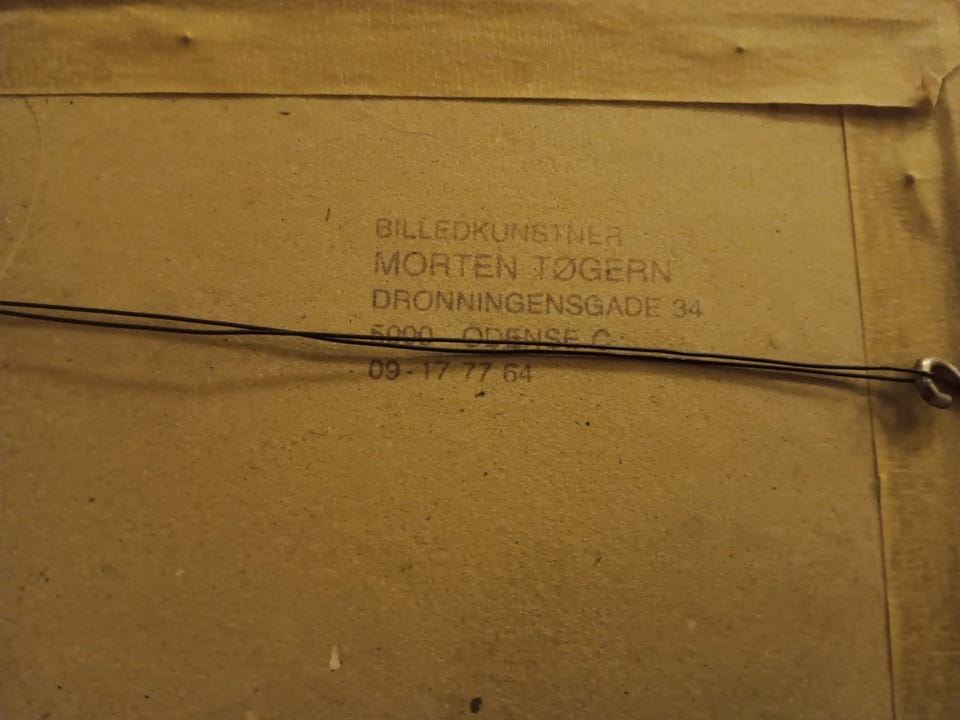 BILLEDKUNSTNER
MORTEN TØGERN
DRONNINGENSGADE 34
5000 ODENSE C
09-17 77 64